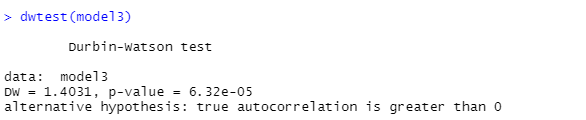 > dwtest(model3)
Durbin-Watson test
data: model3
DW = 1.4031, p-value = 6.32e-05
alternative hypothesis: true autocorrelation is greater than 0